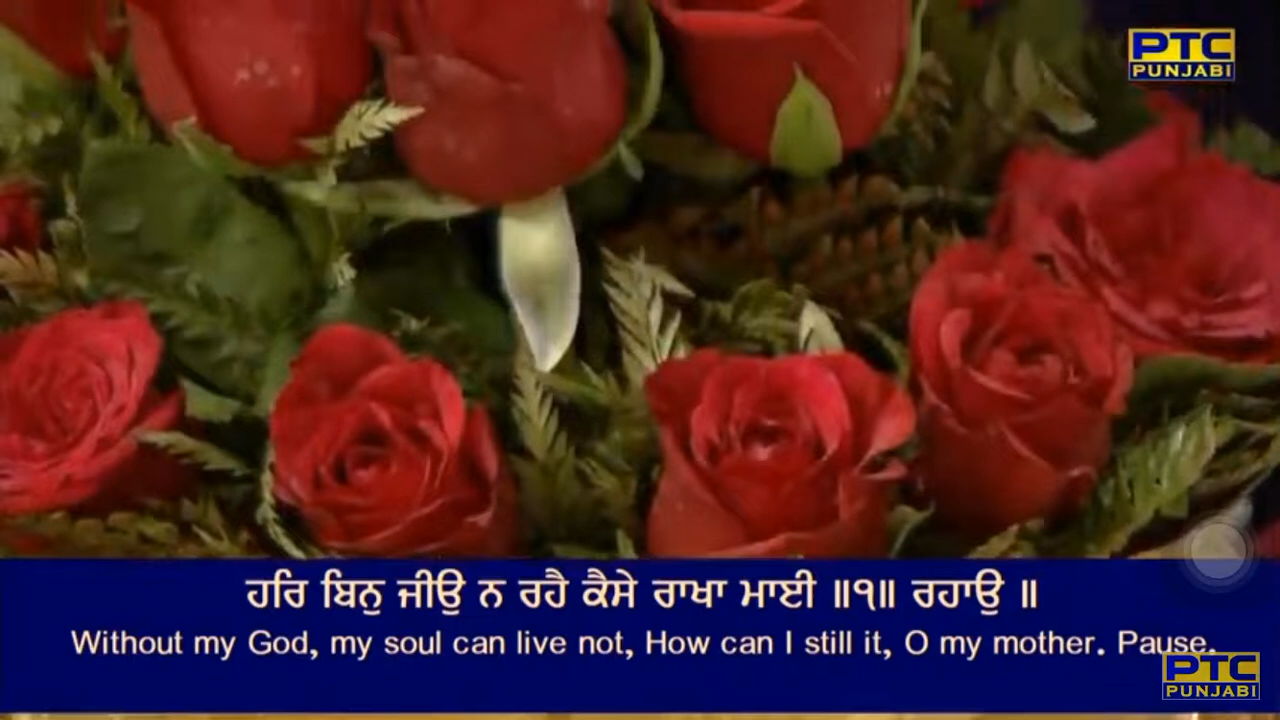 PTC
PUNJABI
ਹਰਿ ਬਿਨੁ ਜੀਉ ਨ ਰਹੈ ਕੈਸੇ ਰਾਖਾ ਮਾਈ ॥੧॥ ਰਹਾਉ ॥
Without my God, my soul can live not, How can I still it, O my mother. Pause.
PTC
PUNJABI